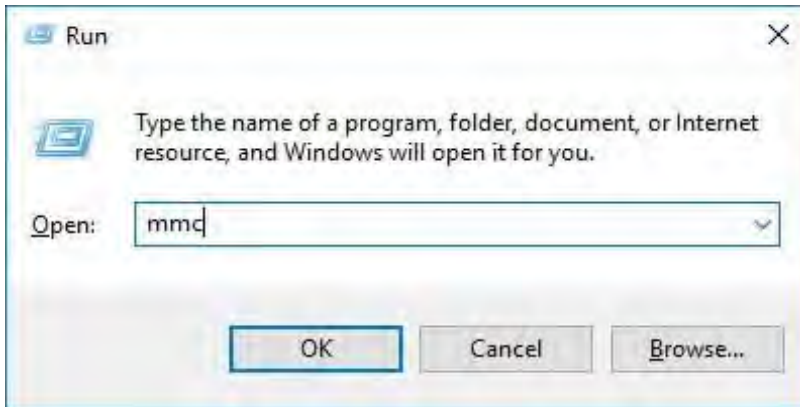 Run
Type the name of a program, folder, document, or Internet
resource, and Windows will open it for you.
Open: mmc
OK Cancel Browse...